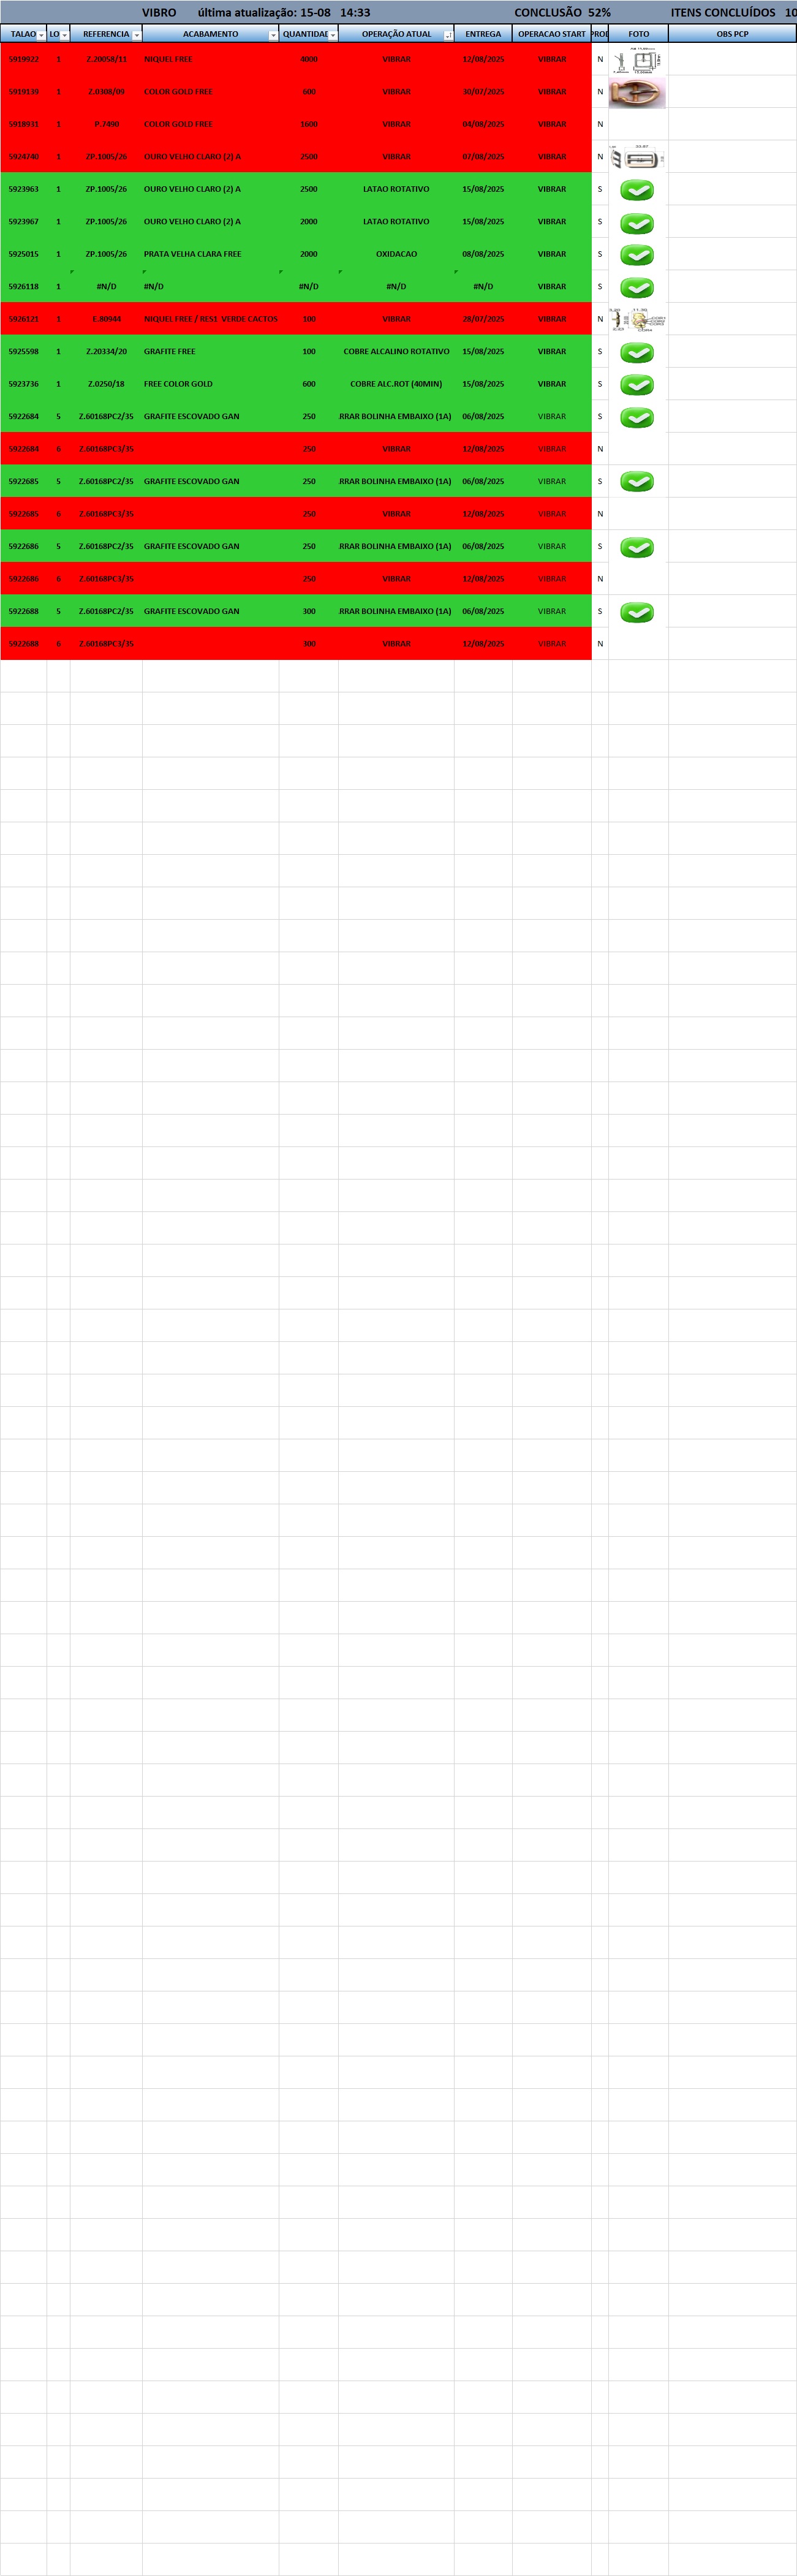 VIBRO última atualização: 15-08 14:33 CONCLUSÃO 52% ITENS CONCLUÍDOS 10
TALAO LO REFERENCIA ACABAMENTO QUANTIDAD OPERAÇÃO ATUAL ENTREGA OPERACAO START PROD FOTO OBS PCP
5919922 1 Z.20058/11 NIQUEL FREE 4000 VIBRAR 12/08/2025 VIBRAR N
5919139 1 Z.0308/09 COLOR GOLD FREE 600 VIBRAR 30/07/2025 VIBRAR N
5918931 1 P.7490 COLOR GOLD FREE 1600 VIBRAR 04/08/2025 VIBRAR N
5924740 1 ZP.1005/26 OURO VELHO CLARO (2) A 2500 VIBRAR 07/08/2025 VIBRAR N
5923963 1 ZP.1005/26 OURO VELHO CLARO (2) A 2500 LATAO ROTATIVO 15/08/2025 VIBRAR S
5923967 1 ZP.1005/26 OURO VELHO CLARO (2) A 2000 LATAO ROTATIVO 15/08/2025 VIBRAR S
5925015 1 ZP.1005/26 PRATA VELHA CLARA FREE 2000 OXIDACAO 08/08/2025 VIBRAR S
5926118 1 #N/D #N/D #N/D #N/D #N/D VIBRAR S
5926121 1 E.80944 NIQUEL FREE / RES1 VERDE CACTOS 100 VIBRAR 28/07/2025 VIBRAR N
5925598 1 Z.20334/20 GRAFITE FREE 100 COBRE ALCALINO ROTATIVO 15/08/2025 VIBRAR S
5923736 1 Z.0250/18 FREE COLOR GOLD 600 COBRE ALC.ROT (40MIN) 15/08/2025 VIBRAR S
5922684 5 Z.60168PC2/35 GRAFITE ESCOVADO GAN 250 RRAR BOLINHA EMBAIXO (1A) 06/08/2025 VIBRAR S
5922684 6 Z.60168PC3/35 250 VIBRAR 12/08/2025 VIBRAR N
5922685 5 Z.60168PC2/35 GRAFITE ESCOVADO GAN 250 RRAR BOLINHA EMBAIXO (1A) 06/08/2025 VIBRAR S
5922685 6 Z.60168PC3/35 250 VIBRAR 12/08/2025 VIBRAR N
5922686 5 Z.60168PC2/35 GRAFITE ESCOVADO GAN 250 RRAR BOLINHA EMBAIXO (1A) 06/08/2025 VIBRAR S
5922686 6 Z.60168PC3/35 250 VIBRAR 12/08/2025 VIBRAR N
5922688 5 Z.60168PC2/35 GRAFITE ESCOVADO GAN 300 RRAR BOLINHA EMBAIXO (1A) 06/08/2025 VIBRAR S
5922688 6 Z.60168PC3/35 300 VIBRAR 12/08/2025 VIBRAR N